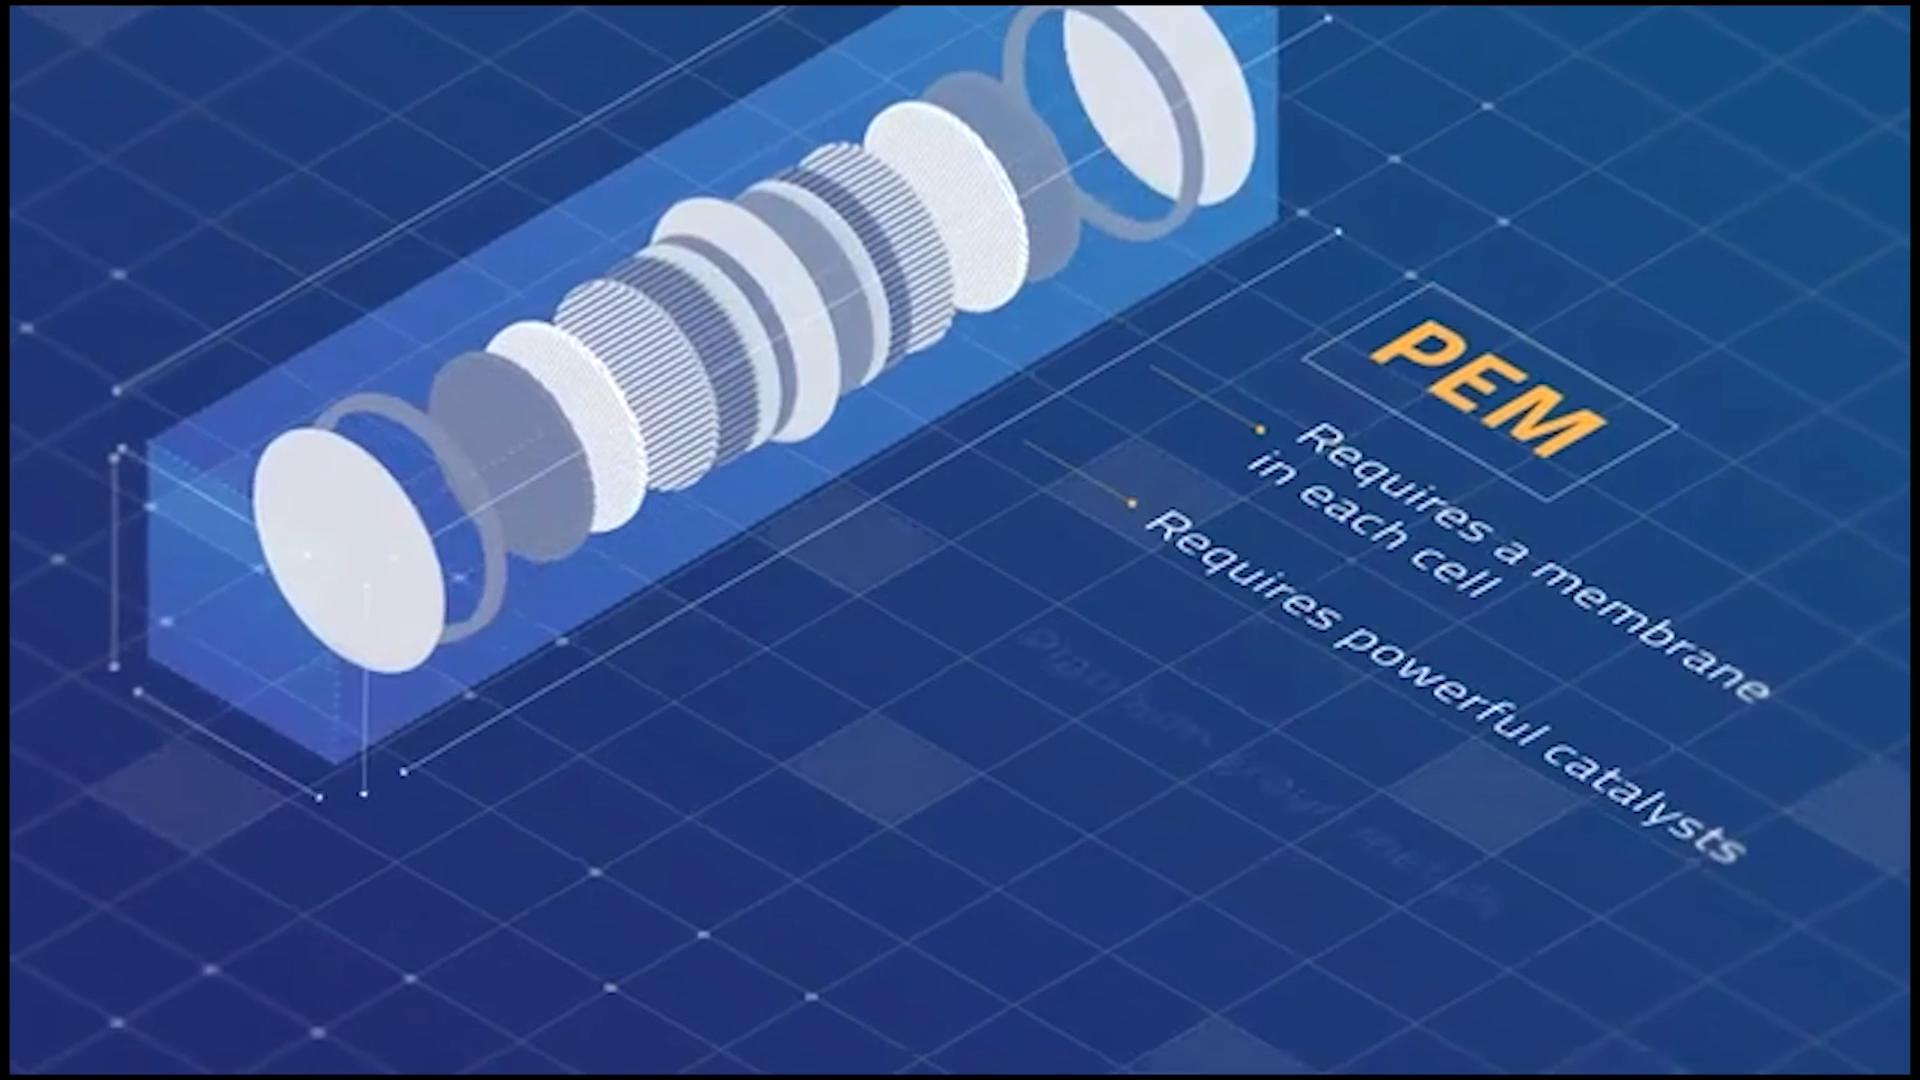 PEM
Requires a membrane
in each cell
Requires powerful catalysts